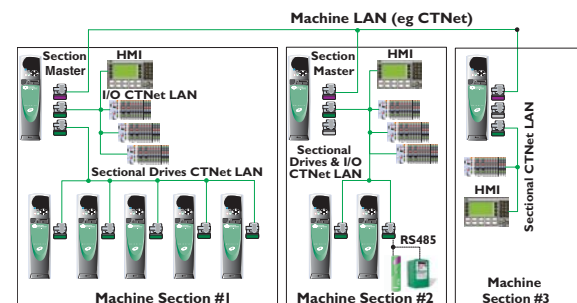 Machine LAN (eg CTNet)
Section
Master
HMI
I/O CTNet LAN
Sectional Drives CTNet LAN
Machine Section #1
Section
Master
HMI
Sectional
Drives & I/O
CTNet LAN
RS485
Machine Section #2
Sectional CTNet LAN
HMI
Machine
Section #3